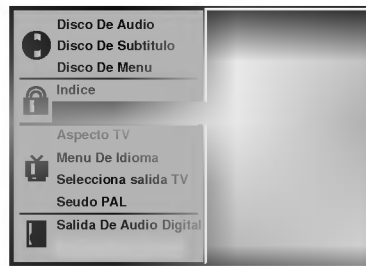 Disco De Audio
Disco De Subtitulo
Disco De Menu
Indice
Aspecto TV
Menu De Idioma
Selecciona salida TV
Seudo PAL
Salida De Audio Digital